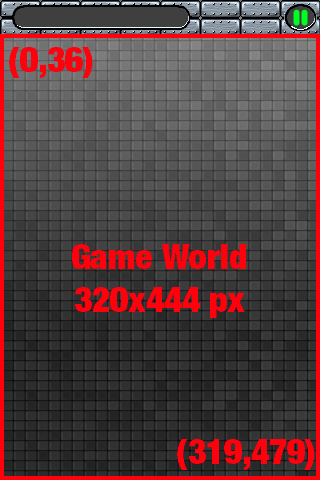 (0,36)
Game World
320x444 px
(319,479)